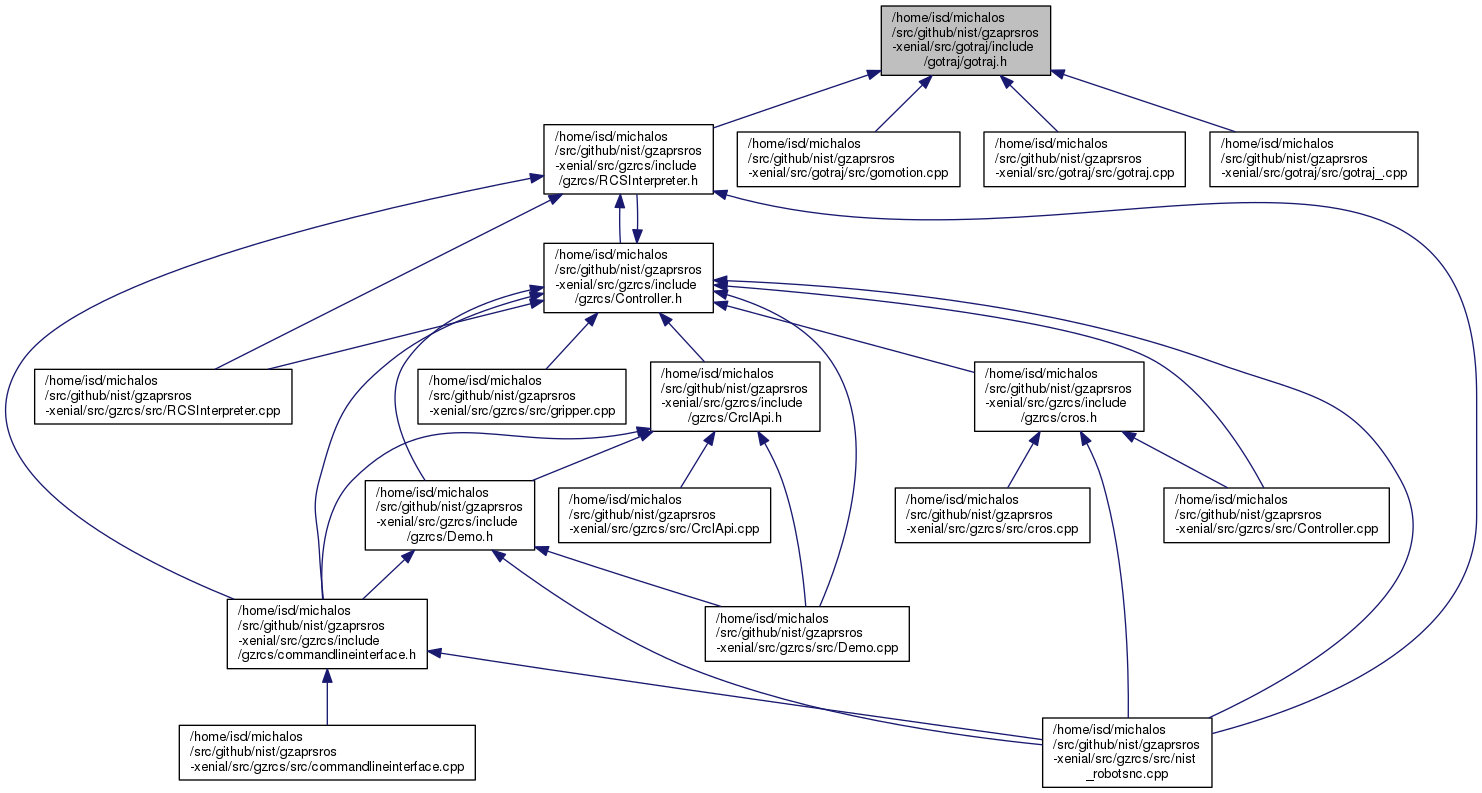 /home/isd/michalos
/src/github/nist/gzaprsros
-xenial/src/gotraj/include
/gotraj/gotraj.h
/home/isd/michalos
/src/github/nist/gzaprsros
-xenial/src/gzrcs/include
/gzrcs/RCSInterpreter.h
/home/isd/michalos
/src/github/nist/gzaprsros
-xenial/src/gotraj/src/gomotion.cpp
/home/isd/michalos
/src/github/nist/gzaprsros
-xenial/src/gotraj/src/gotraj.cpp
/home/isd/michalos
/src/github/nist/gzaprsros
-xenial/src/gotraj/src/gotraj_.cpp
/home/isd/michalos
/src/github/nist/gzaprsros
-xenial/src/gzrcs/include
/gzrcs/Controller.h
/home/isd/michalos
/src/github/nist/gzaprsros
-xenial/src/gzrcs/src/RCSInterpreter.cpp
/home/isd/michalos
/src/github/nist/gzaprsros
-xenial/src/gzrcs/src/gripper.cpp
/home/isd/michalos
/src/github/nist/gzaprsros
-xenial/src/gzrcs/include
/gzrcs/CrclApi.h
/home/isd/michalos
/src/github/nist/gzaprsros
-xenial/src/gzrcs/include
/gzrcs/cros.h
/home/isd/michalos
/src/github/nist/gzaprsros
-xenial/src/gzrcs/include
/gzrcs/Demo.h
/home/isd/michalos
/src/github/nist/gzaprsros
-xenial/src/gzrcs/src/CrclApi.cpp
/home/isd/michalos
/src/github/nist/gzaprsros
-xenial/src/gzrcs/src/cros.cpp
/home/isd/michalos
/src/github/nist/gzaprsros
-xenial/src/gzrcs/src/Controller.cpp
/home/isd/michalos
/src/github/nist/gzaprsros
-xenial/src/gzrcs/include
/gzrcs/commandlineinterface.h
/home/isd/michalos
/src/github/nist/gzaprsros
-xenial/src/gzrcs/src/Demo.cpp
/home/isd/michalos
/src/github/nist/gzaprsros
-xenial/src/gzrcs/src/commandlineinterface.cpp
/home/isd/michalos
/src/github/nist/gzaprsros
-xenial/src/gzrcs/src/nist
_robotsnc.cpp